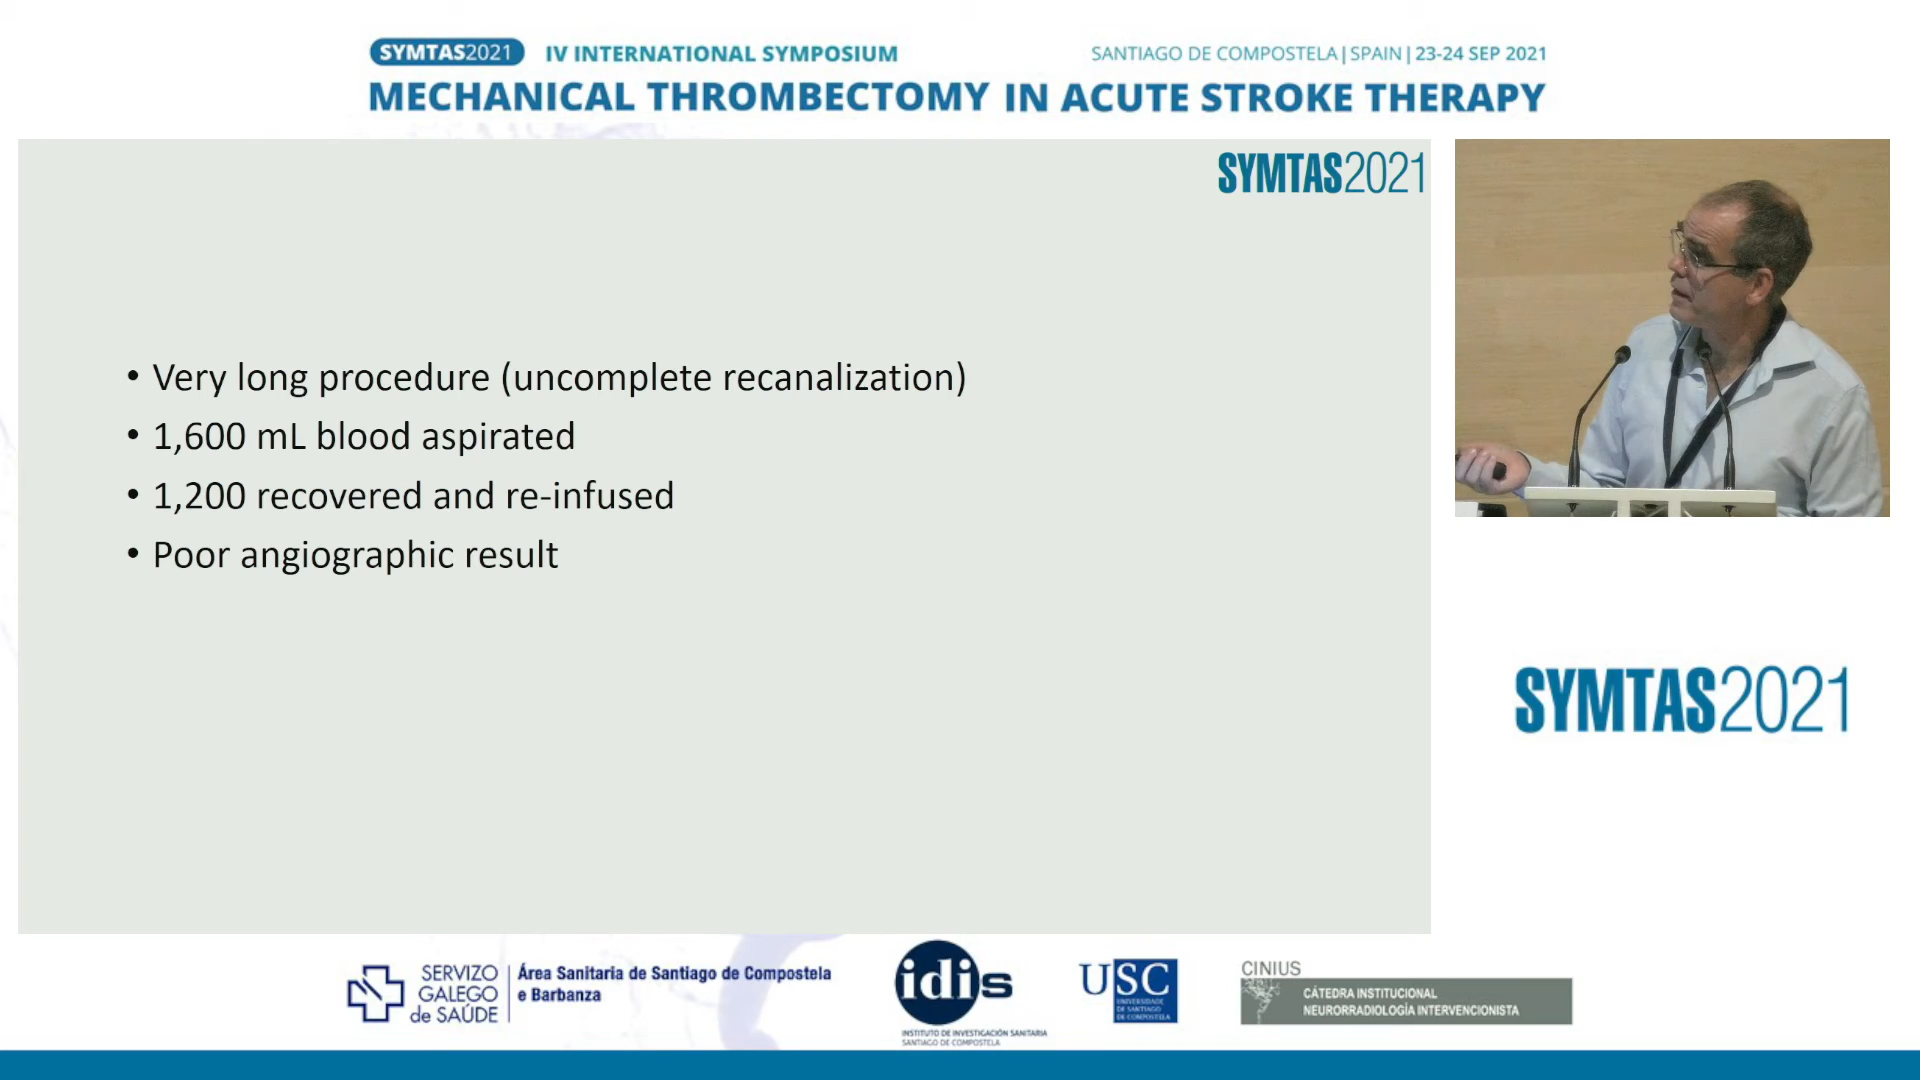 SYMTAS2021 IV INTERNATIONAL SYMPOSIUM SANTIAGO DE COMPOSTELA | SPAIN | 23-24 SEP 2021
MECHANICAL THROMBECTOMY IN ACUTE STROKE THERAPY
SYMTAS2021
• Very long procedure (uncomplete recanalization)
• 1,600 mL blood aspirated
• 1,200 recovered and re-infused
• Poor angiographic result
SYMTAS2021
SERVIZO
GALEGO
de SAÚDE
Área Sanitaria de Santiago de Compostela
e Barbanza
idis
INSTITUTO DE INVESTIGACIÓN SANITARIA
SANTIAGO DE COMPOSTELA
USC
UNIVERSIDADE
DE SANTIAGO
DE COMPOSTELA
CINIUS
CÁTEDRA INSTITUCIONAL
NEURORRADIOLOGÍA INTERVENCIONISTA